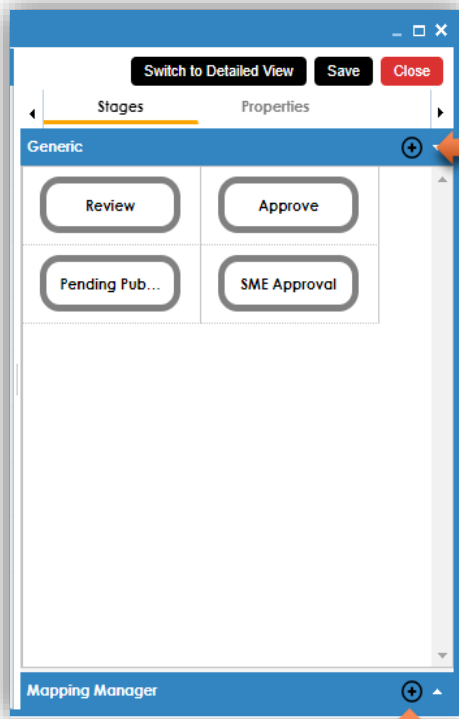 Switch to Detailed View Save Close
Stages Properties
Generic
Review Approve
Pending Pub... SME Approval
Mapping Manager